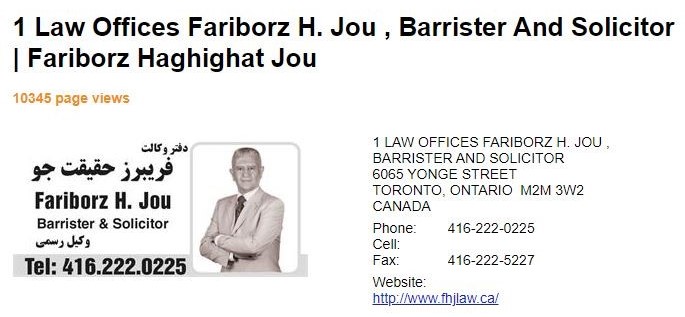 1 Law Offices Fariborz H. Jou , Barrister And Solicitor
| Fariborz Haghighat Jou
10345 page views
دفتر وکالت
فریبرز حقیقت جو
Fariborz H. Jou
Barrister & Solicitor
وکیل رسمی
Tel: 416.222.0225
1 LAW OFFICES FARIBORZ H. JOU ,
BARRISTER AND SOLICITOR
6065 YONGE STREET
TORONTO, ONTARIO M2M 3W2
CANADA
Phone: 416-222-0225
Cell:
Fax: 416-222-5227
Website:
http://www.fhjlaw.ca/